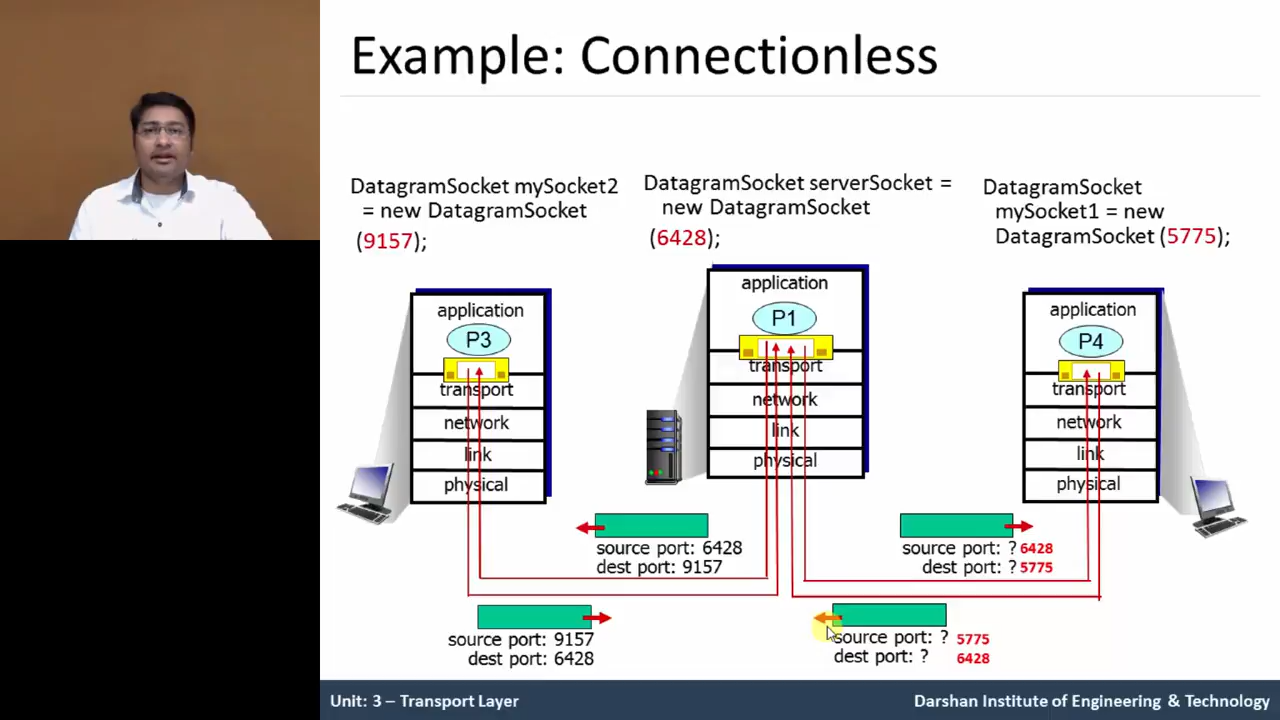 Example: Connectionless
DatagramSocket mySocket2
= new DatagramSocket
(9157);
DatagramSocket serverSocket =
new DatagramSocket
(6428);
DatagramSocket
mySocket1 = new
DatagramSocket (5775);
application
P3
transport
network
link
physical
application
P1
transport
network
link
physical
application
P4
transport
network
link
physical
source port: 6428
dest port: 9157
source port: ? 6428
dest port: ? 5775
source port: 9157
dest port: 6428
source port: ? 5775
dest port: ? 6428
Unit: 3 – Transport Layer
Darshan Institute of Engineering & Technology